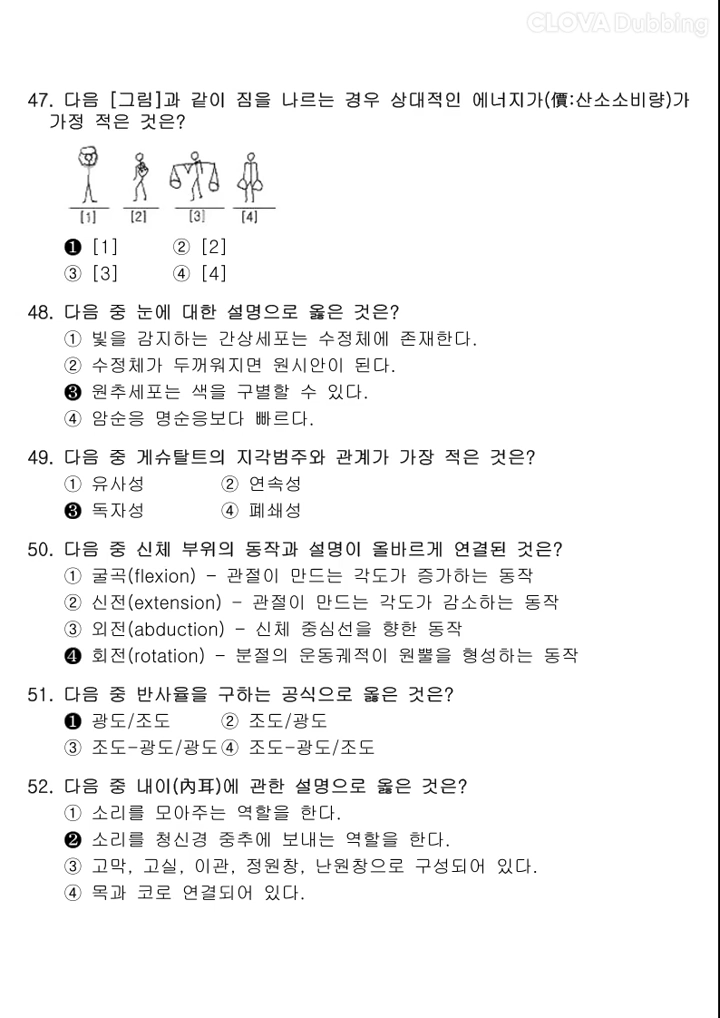 CLOVA Dubbing
47. 다음 [그림]과 같이 짐을 나르는 경우 상대적인 에너지가(價:산소소비량)가
가정 적은 것은?
[1] [2] [3] [4]
❶ [1] ② [2]
③ [3] ④ [4]
48. 다음 중 눈에 대한 설명으로 옳은 것은?
① 빛을 감지하는 간상세포는 수정체에 존재한다.
② 수정체가 두꺼워지면 원시안이 된다.
❸ 원추세포는 색을 구별할 수 있다.
④ 암순응 명순응보다 빠르다.
49. 다음 중 게슈탈트의 지각범주와 관계가 가장 적은 것은?
① 유사성 ② 연속성
❸ 독자성 ④ 폐쇄성
50. 다음 중 신체 부위의 동작과 설명이 올바르게 연결된 것은?
① 굴곡(flexion) - 관절이 만드는 각도가 증가하는 동작
② 신전(extension) - 관절이 만드는 각도가 감소하는 동작
③ 외전(abduction) - 신체 중심선을 향한 동작
❹ 회전(rotation) - 분절의 운동궤적이 원뿔을 형성하는 동작
51. 다음 중 반사율을 구하는 공식으로 옳은 것은?
❶ 광도/조도 ② 조도/광도
③ 조도-광도/광도 ④ 조도-광도/조도
52. 다음 중 내이(內耳)에 관한 설명으로 옳은 것은?
① 소리를 모아주는 역할을 한다.
❷ 소리를 청신경 중추에 보내는 역할을 한다.
③ 고막, 고실, 이관, 정원창, 난원창으로 구성되어 있다.
④ 목과 코로 연결되어 있다.